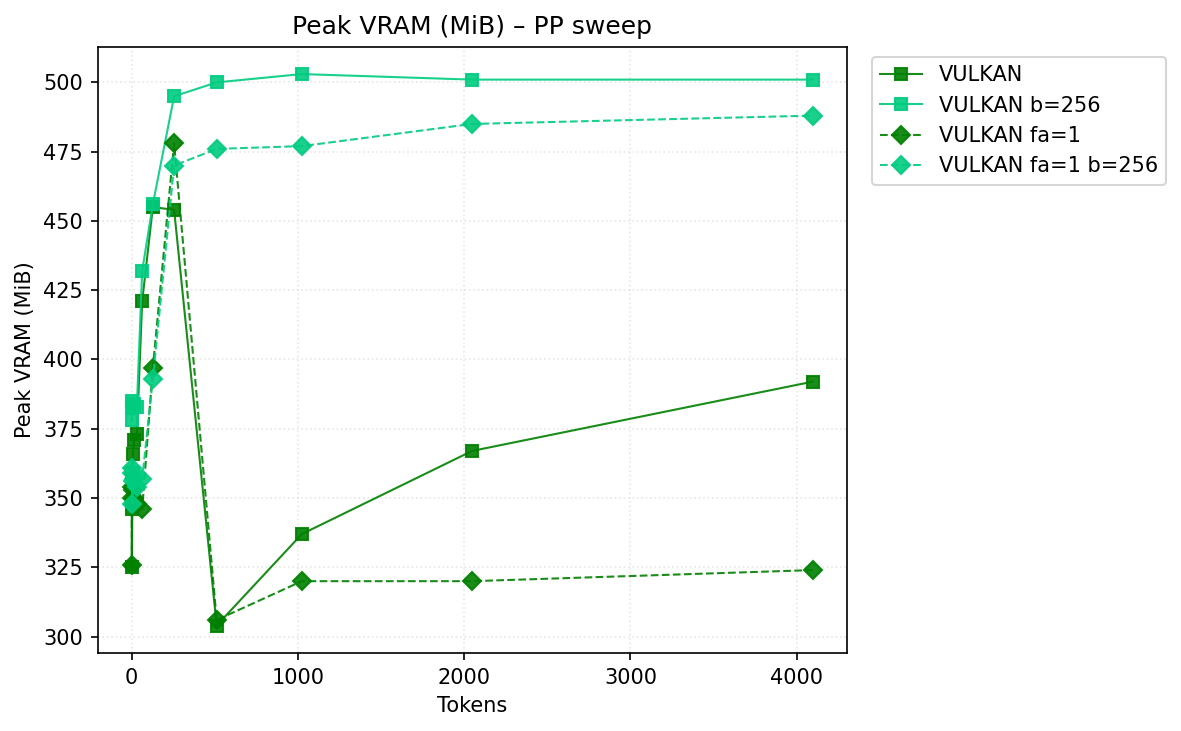 Peak VRAM (MiB) – PP sweep
500
475
450
425
400
375
350
325
300
Peak VRAM (MiB)
0
1000
2000
3000
4000
Tokens
VULKAN
VULKAN b=256
VULKAN fa=1
VULKAN fa=1 b=256